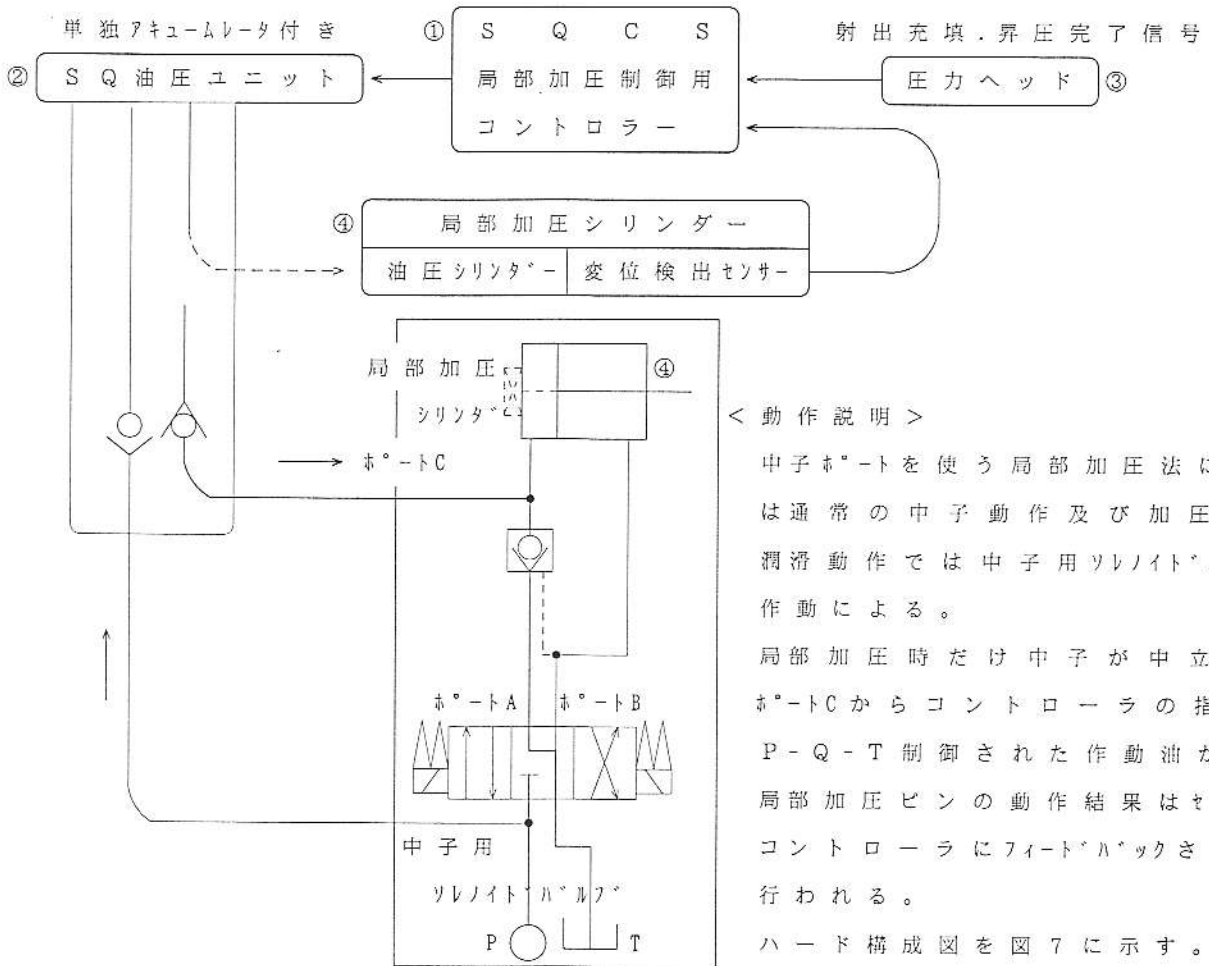 単独アキュームレータ付き
② SQ油圧ユニット
① SQCS
局部加圧制御用
コントローラー
射出充填.昇圧完了信号
圧力ヘッド ③
④ 局部加圧シリンダー
油圧シリンダー 変位検出センサー
局部加圧
シリンダ
④
ポートC
ポートA ポートB
中子用
ソレノイドバルブ
P T
<動作説明>
中子ポートを使う局部加圧法に
は通常の中子動作及び加圧
潤滑動作では中子用ソレノイド
作動による。
局部加圧時だけ中子が中立
ポートCからコントローラの指
P-Q-T制御された作動油が
局部加圧ピンの動作結果はセ
コントローラにフィードバックさ
行われる。
ハード構成図を図7に示す。